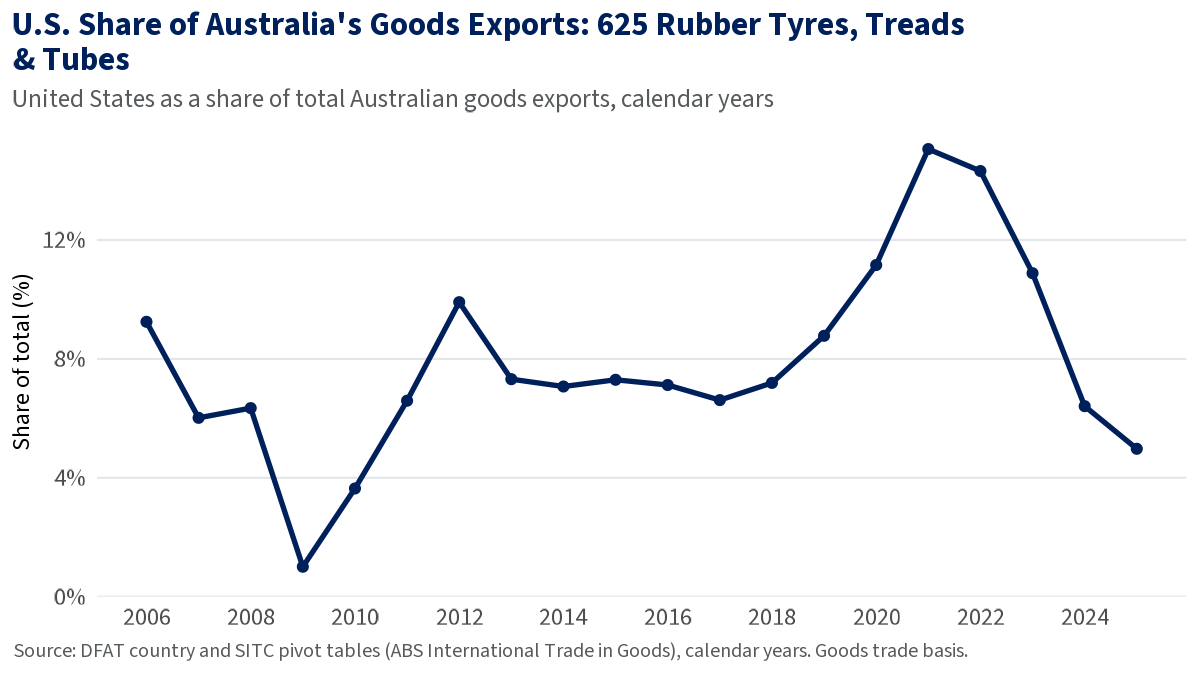 U.S. Share of Australia's Goods Exports: 625 Rubber Tyres, Treads
& Tubes
United States as a share of total Australian goods exports, calendar years
Share of total (%)
12%
8%
4%
0%
2006 2008 2010 2012 2014 2016 2018 2020 2022 2024
Source: DFAT country and SITC pivot tables (ABS International Trade in Goods), calendar years. Goods trade basis.